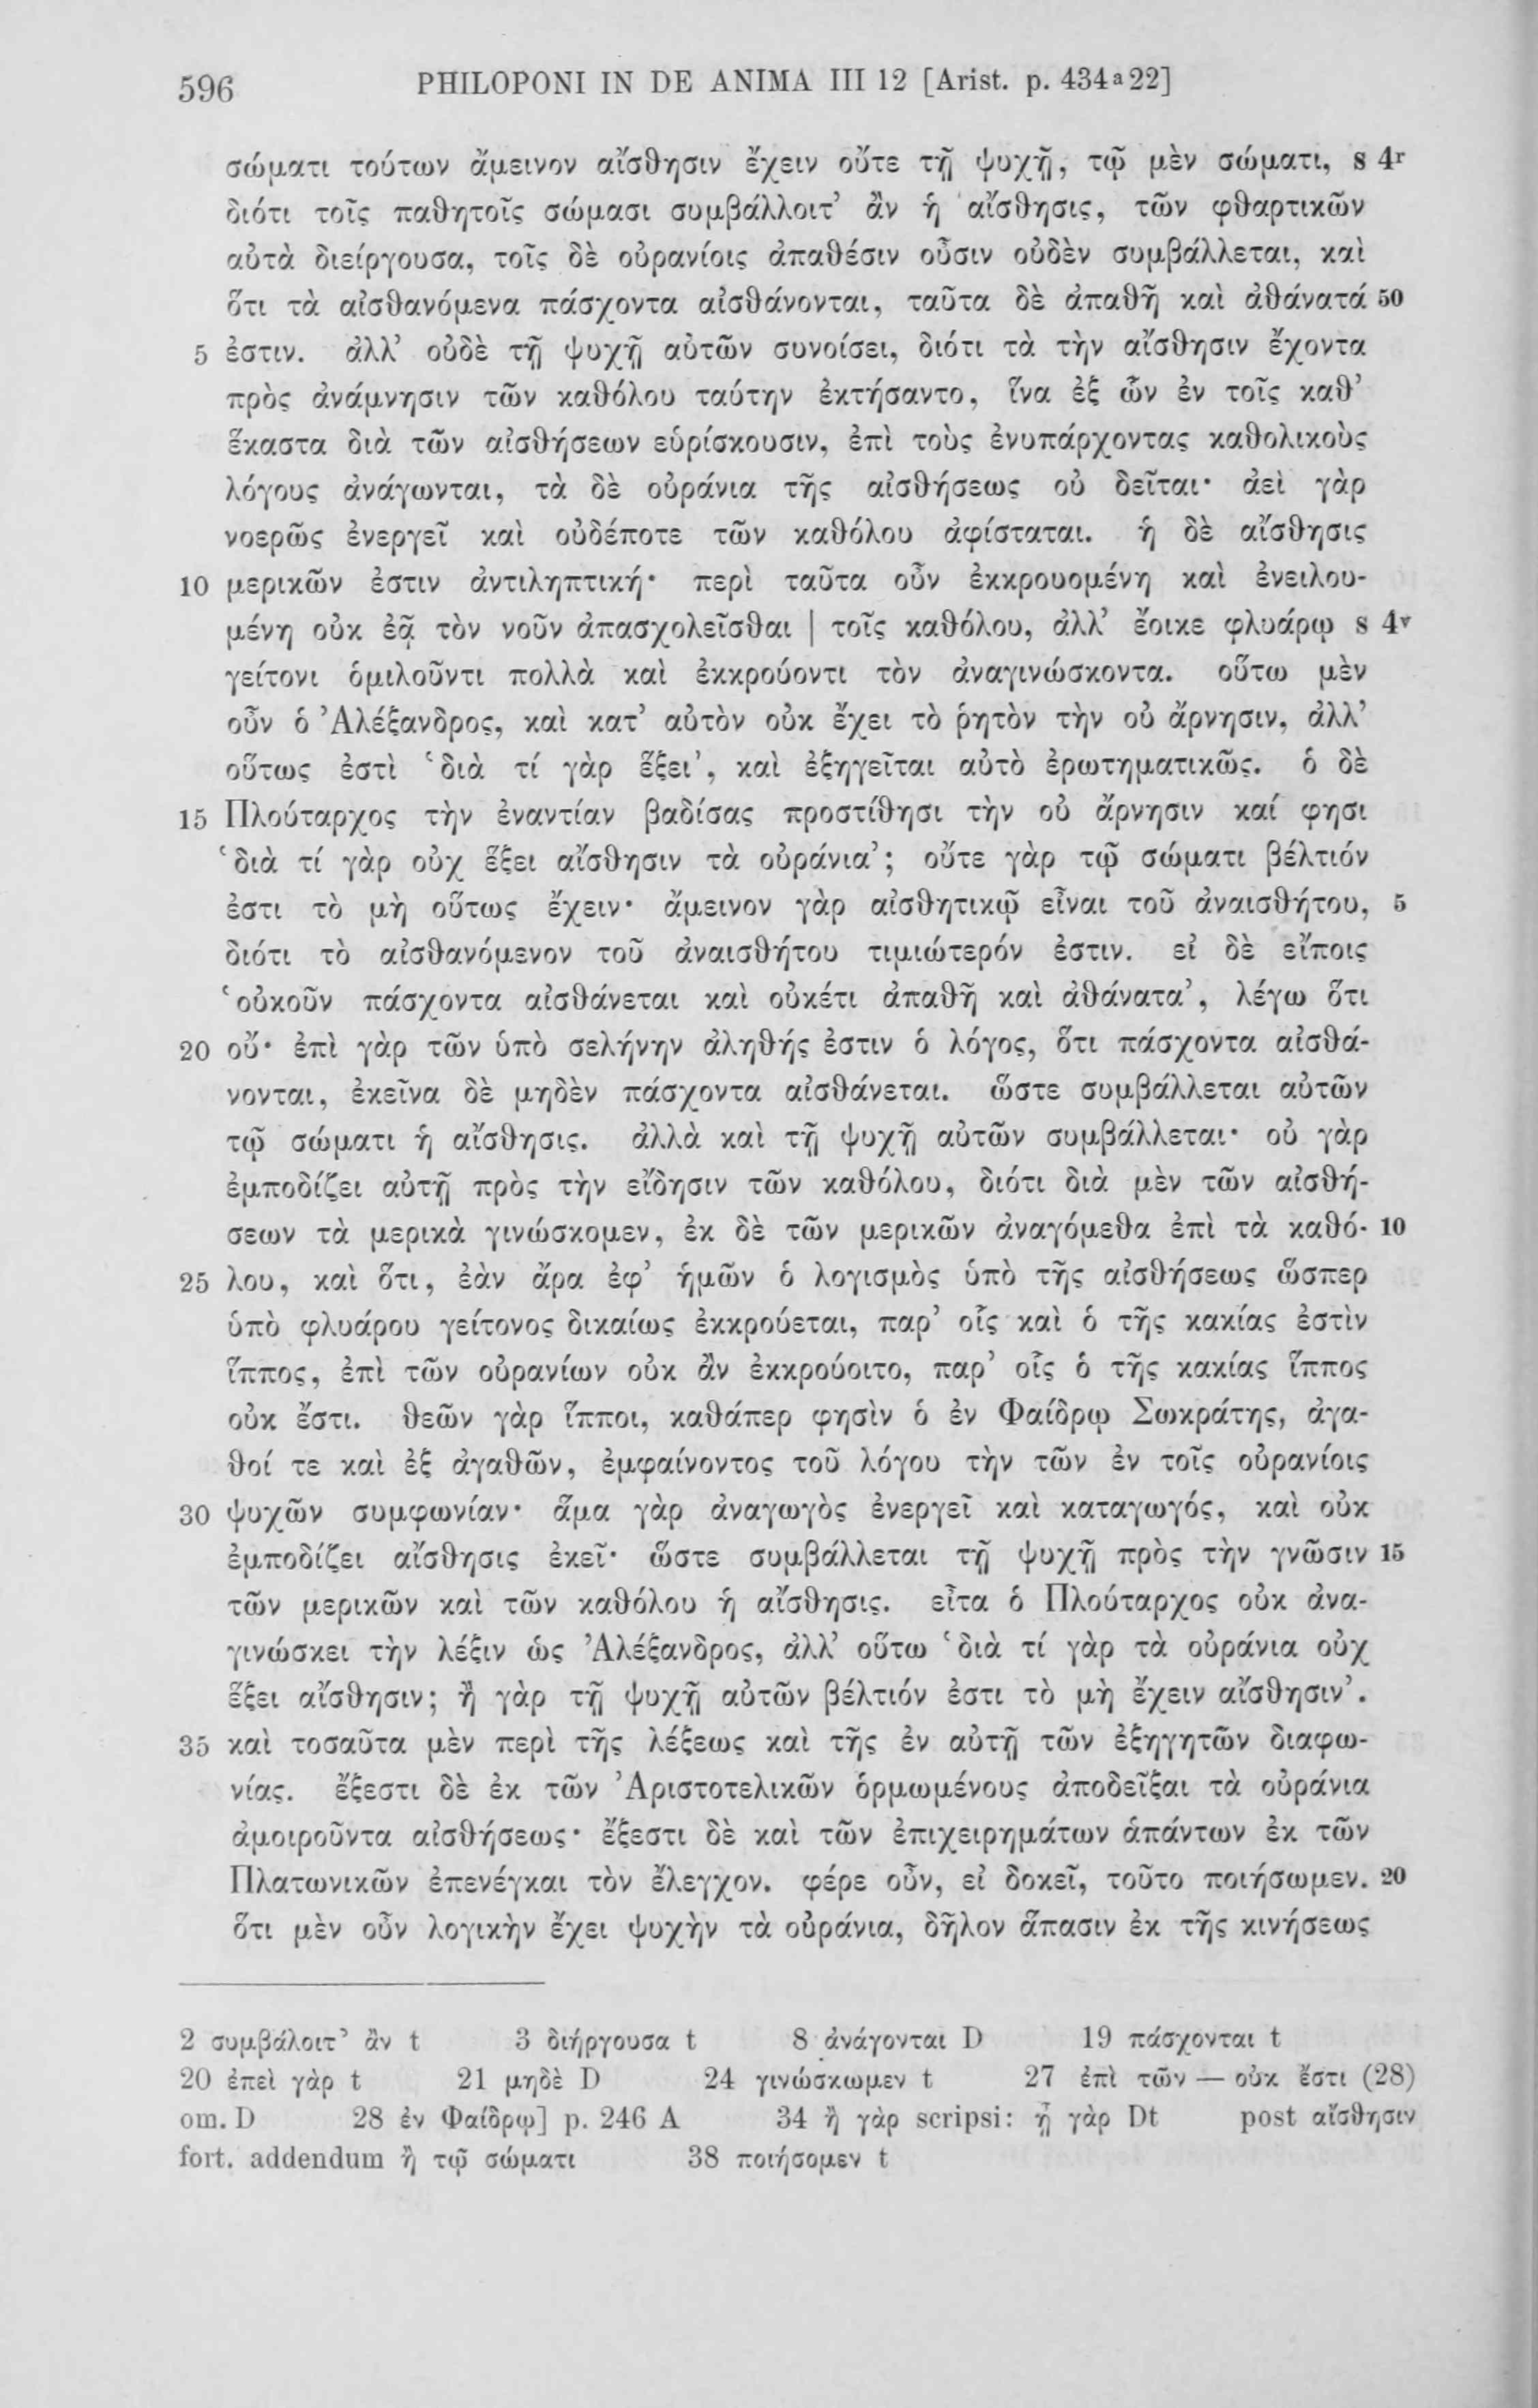 596 PHILOPONI IN DE ANIMA III 12 [Arist. p. 434ᵃ22]
σώματι τούτων ἄμεινον αἴσθησιν ἔχειν οὔτε τῇ ψυχῇ, τῷ μὲν σώματι, s 4ʳ
διότι τοῖς παθητοῖς σώμασι συμβάλλοιτ’ ἂν ἡ αἴσθησις, τῶν φθαρτικῶν
αὐτὰ διείργουσα, τοῖς δὲ οὐρανίοις ἀπαθέσιν οὖσιν οὐδὲν συμβάλλεται, καὶ
ὅτι τὰ αἰσθανόμενα πάσχοντα αἰσθάνονται, ταῦτα δὲ ἀπαθῆ καὶ ἀθάνατά 50
5 ἐστιν. ἀλλ’ οὐδὲ τῇ ψυχῇ αὐτῶν συνοίσει, διότι τὰ τὴν αἴσθησιν ἔχοντα
πρὸς ἀνάμνησιν τῶν καθόλου ταύτην ἐκτήσαντο, ἵνα ἐξ ὧν ἐν τοῖς καθ’
ἕκαστα διὰ τῶν αἰσθήσεων εὑρίσκουσιν, ἐπὶ τοὺς ἐνυπάρχοντας καθολικοὺς
λόγους ἀνάγωνται, τὰ δὲ οὐράνια τῆς αἰσθήσεως οὐ δεῖται· ἀεὶ γὰρ
νοερῶς ἐνεργεῖ καὶ οὐδέποτε τῶν καθόλου ἀφίσταται. ἡ δὲ αἴσθησις
10 μερικῶν ἐστιν ἀντιληπτική· περὶ ταῦτα οὖν ἐκκρουομένη καὶ ἐνειλου-
μένη οὐκ ἐᾷ τὸν νοῦν ἀπασχολεῖσθαι | τοῖς καθόλου, ἀλλ’ ἔοικε φλυάρῳ s 4ᵛ
γείτονι ὁμιλοῦντι πολλὰ καὶ ἐκκρούοντι τὸν ἀναγινώσκοντα. οὕτω μὲν
οὖν ὁ Ἀλέξανδρος, καὶ κατ’ αὐτὸν οὐκ ἔχει τὸ ῥητὸν τὴν οὐ ἄρνησιν, ἀλλ’
οὕτως ἐστὶ ‘διὰ τί γὰρ ἕξει’, καὶ ἐξηγεῖται αὐτὸ ἐρωτηματικῶς. ὁ δὲ
15 Πλούταρχος τὴν ἐναντίαν βαδίσας προστίθησι τὴν οὐ ἄρνησιν καί φησι
‘διὰ τί γὰρ οὐχ ἕξει αἴσθησιν τὰ οὐράνια’; οὔτε γὰρ τῷ σώματι βέλτιόν
ἐστι τὸ μὴ οὕτως ἔχειν· ἄμεινον γὰρ αἰσθητικῷ εἶναι τοῦ ἀναισθήτου, 5
διότι τὸ αἰσθανόμενον τοῦ ἀναισθήτου τιμιώτερόν ἐστιν. εἰ δὲ εἴποις
‘οὐκοῦν πάσχοντα αἰσθάνεται καὶ οὐκέτι ἀπαθῆ καὶ ἀθάνατα’, λέγω ὅτι
20 οὔ· ἐπὶ γὰρ τῶν ὑπὸ σελήνην ἀληθής ἐστιν ὁ λόγος, ὅτι πάσχοντα αἰσθά-
νονται, ἐκεῖνα δὲ μηδὲν πάσχοντα αἰσθάνεται. ὥστε συμβάλλεται αὐτῶν
τῷ σώματι ἡ αἴσθησις. ἀλλὰ καὶ τῇ ψυχῇ αὐτῶν συμβάλλεται· οὐ γὰρ
ἐμποδίζει αὐτῇ πρὸς τὴν εἴδησιν τῶν καθόλου, διότι διὰ μὲν τῶν αἰσθή-
σεων τὰ μερικὰ γινώσκομεν, ἐκ δὲ τῶν μερικῶν ἀναγόμεθα ἐπὶ τὰ καθό- 10
25 λου, καὶ ὅτι, ἐὰν ἄρα ἐφ’ ἡμῶν ὁ λογισμὸς ὑπὸ τῆς αἰσθήσεως ὥσπερ
ὑπὸ φλυάρου γείτονος δικαίως ἐκκρούεται, παρ’ οἷς καὶ ὁ τῆς κακίας ἐστὶν
ἵππος, ἐπὶ τῶν οὐρανίων οὐκ ἂν ἐκκρούοιτο, παρ’ οἷς ὁ τῆς κακίας ἵππος
οὐκ ἔστι. θεῶν γὰρ ἵπποι, καθάπερ φησὶν ὁ ἐν Φαίδρῳ Σωκράτης, ἀγα-
θοί τε καὶ ἐξ ἀγαθῶν, ἐμφαίνοντος τοῦ λόγου τὴν τῶν ἐν τοῖς οὐρανίοις
30 ψυχῶν συμφωνίαν· ἅμα γὰρ ἀναγωγὸς ἐνεργεῖ καὶ καταγωγός, καὶ οὐκ
ἐμποδίζει αἴσθησις ἐκεῖ· ὥστε συμβάλλεται τῇ ψυχῇ πρὸς τὴν γνῶσιν 15
τῶν μερικῶν καὶ τῶν καθόλου ἡ αἴσθησις. εἶτα ὁ Πλούταρχος οὐκ ἀνα-
γινώσκει τὴν λέξιν ὡς Ἀλέξανδρος, ἀλλ’ οὕτω ‘διὰ τί γὰρ τὰ οὐράνια οὐχ
ἕξει αἴσθησιν; ἢ γὰρ τῇ ψυχῇ αὐτῶν βέλτιόν ἐστι τὸ μὴ ἔχειν αἴσθησιν’.
35 καὶ τοσαῦτα μὲν περὶ τῆς λέξεως καὶ τῆς ἐν αὐτῇ τῶν ἐξηγητῶν διαφω-
νίας. ἔξεστι δὲ ἐκ τῶν Ἀριστοτελικῶν ὁρμωμένους ἀποδεῖξαι τὰ οὐράνια
ἀμοιροῦντα αἰσθήσεως· ἔξεστι δὲ καὶ τῶν ἐπιχειρημάτων ἁπάντων ἐκ τῶν
Πλατωνικῶν ἐπενέγκαι τὸν ἔλεγχον. φέρε οὖν, εἰ δοκεῖ, τοῦτο ποιήσωμεν. 20
ὅτι μὲν οὖν λογικὴν ἔχει ψυχὴν τὰ οὐράνια, δῆλον ἅπασιν ἐκ τῆς κινήσεως
2 συμβάλοιτ’ ἂν t 3 διήργουσα t 8 ἀνάγονται D 19 πάσχονται t
20 ἐπεὶ γὰρ t 21 μηδὲ D 24 γινώσκωμεν t 27 ἐπὶ τῶν — οὐκ ἔστι (28)
om. D 28 ἐν Φαίδρῳ] p. 246 A 34 ἢ γὰρ scripsi: ᾗ γὰρ Dt post αἴσθησιν
fort. addendum ἢ τῷ σώματι 38 ποιήσομεν t